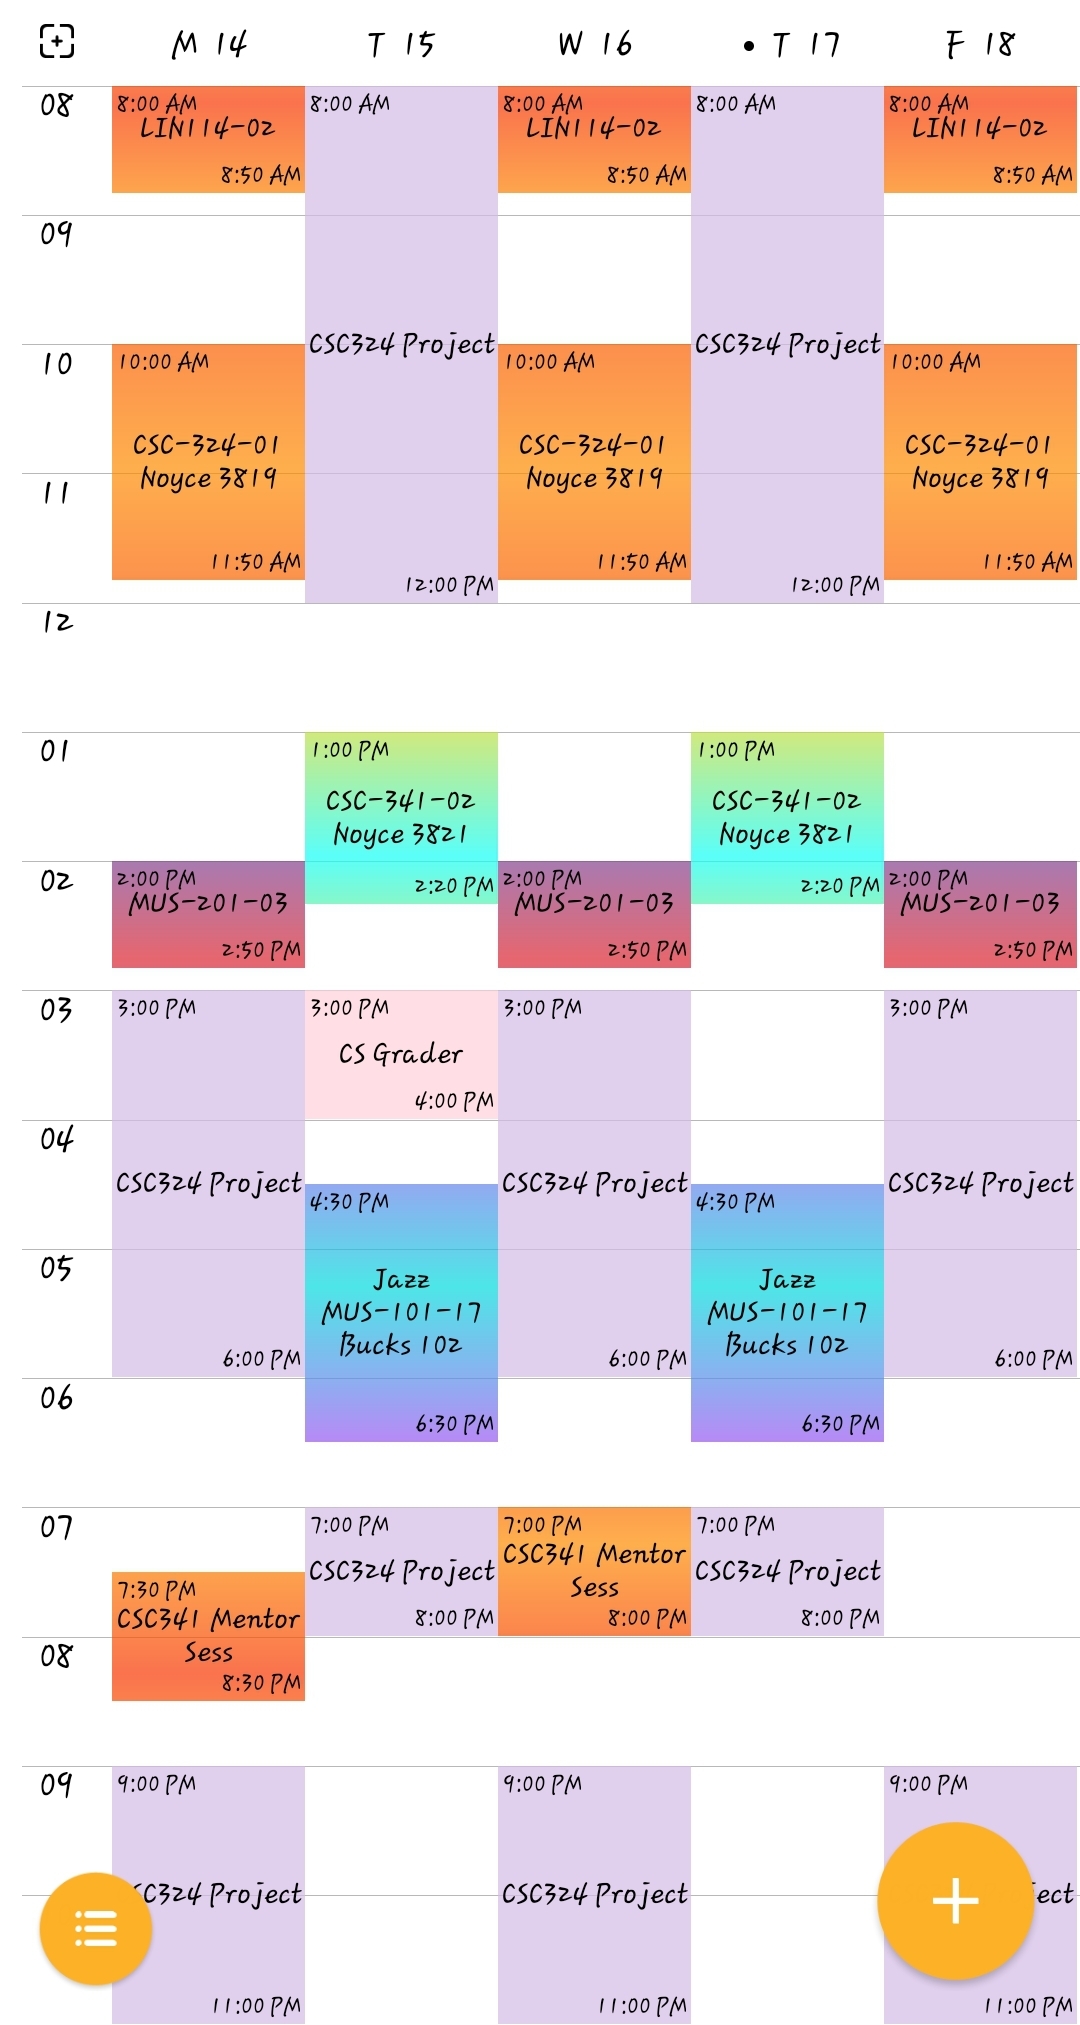 M 14
T 15
W 16
• T 17
F 18
08
8:00 AM
LIN114-02
8:50 AM
8:00 AM
CSC324 Project
12:00 PM
8:00 AM
LIN114-02
8:50 AM
8:00 AM
CSC324 Project
12:00 PM
8:00 AM
LIN114-02
8:50 AM
09
10
10:00 AM
CSC-324-01
Noyce 3819
11:50 AM
10:00 AM
CSC-324-01
Noyce 3819
11:50 AM
10:00 AM
CSC-324-01
Noyce 3819
11:50 AM
11
12
01
1:00 PM
CSC-341-02
Noyce 3821
2:20 PM
1:00 PM
CSC-341-02
Noyce 3821
2:20 PM
02
2:00 PM
MUS-201-03
2:50 PM
2:00 PM
MUS-201-03
2:50 PM
2:00 PM
MUS-201-03
2:50 PM
03
3:00 PM
CSC324 Project
6:00 PM
3:00 PM
CS Grader
4:00 PM
3:00 PM
CSC324 Project
6:00 PM
3:00 PM
CSC324 Project
6:00 PM
04
4:30 PM
Jazz
MUS-101-17
Bucks 102
6:30 PM
4:30 PM
Jazz
MUS-101-17
Bucks 102
6:30 PM
05
06
07
7:30 PM
CSC341 Mentor
Sess
8:30 PM
7:00 PM
CSC324 Project
8:00 PM
7:00 PM
CSC341 Mentor
Sess
8:00 PM
7:00 PM
CSC324 Project
8:00 PM
08
09
9:00 PM
SC324 Project
11:00 PM
9:00 PM
CSC324 Project
11:00 PM
9:00 PM
ject
11:00 PM